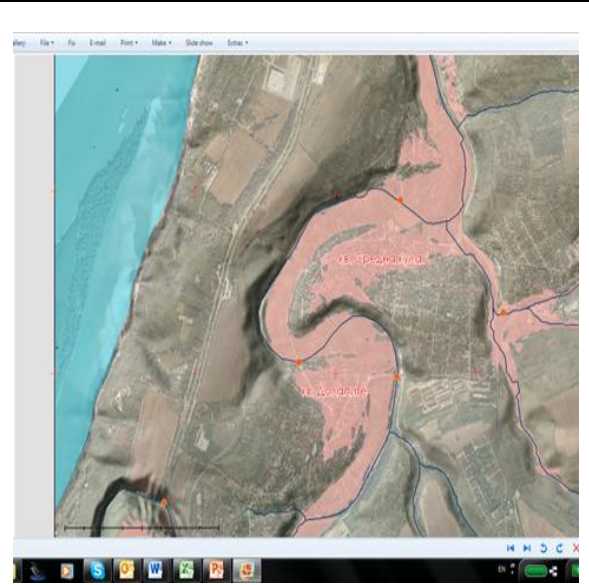 File Fix E-mail Print Make Slide show Extras
кв. Средна кула
кв. Долапите
EN